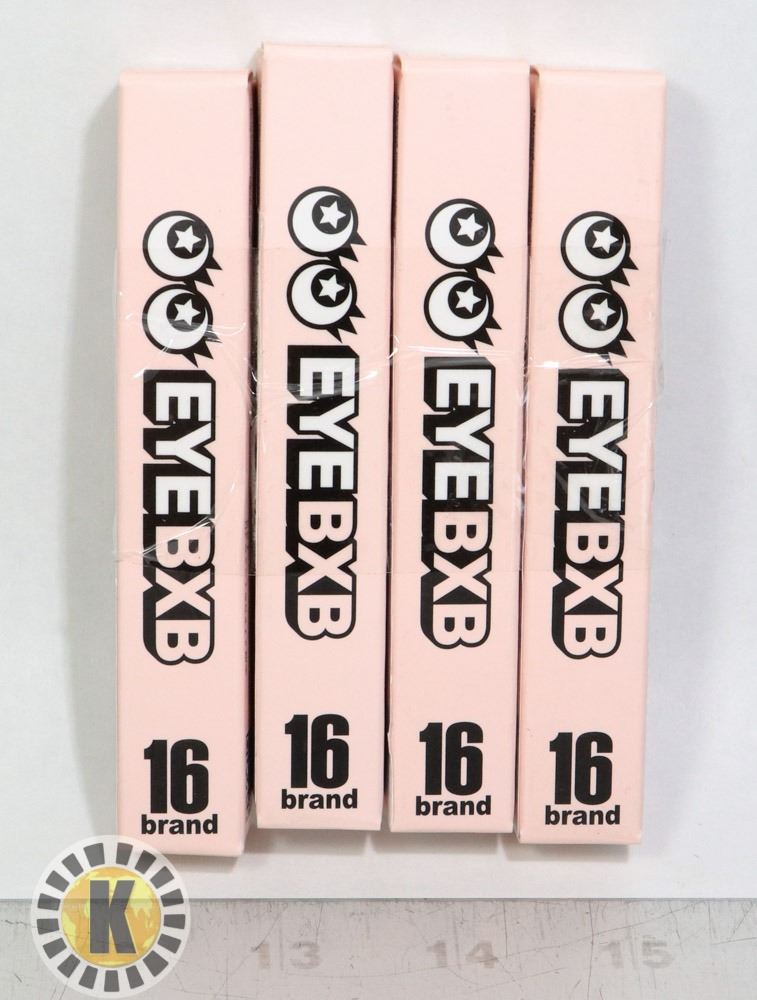 EYEBXB
16
brand
EYEBXB
16
brand
EYEBXB
16
brand
EYEBXB
16
brand
K
13
14
15